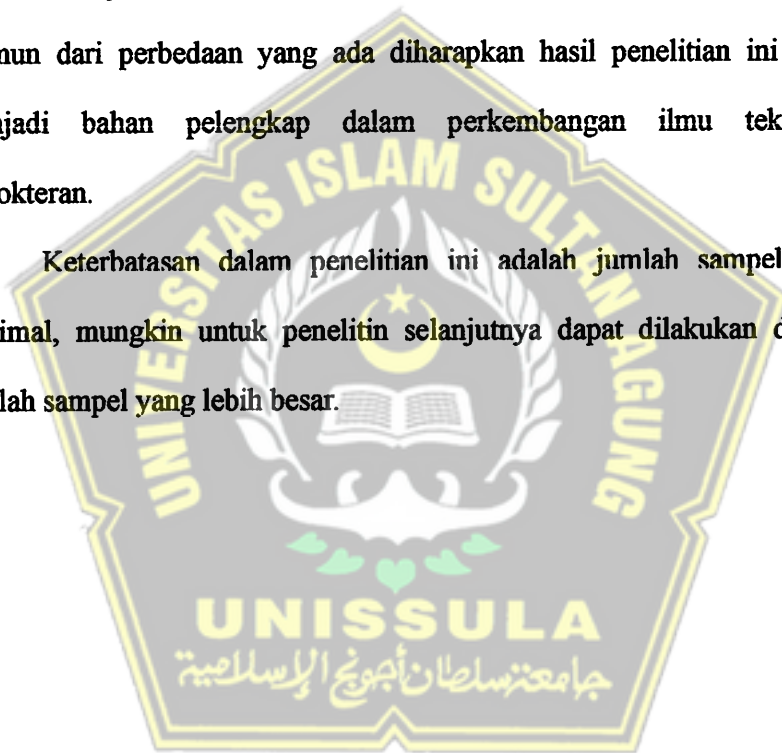 mun dari perbedaan yang ada diharapkan hasil penelitian ini
njadi bahan pelengkap dalam perkembangan ilmu tek
okteran.
Keterbatasan dalam penelitian ini adalah jumlah sampel
imal, mungkin untuk penelitin selanjutnya dapat dilakukan d
lah sampel yang lebih besar.
UNIVERSITAS ISLAM SULTAN AGUNG
UNISSULA
جامعة سلطان أجونج الإسلامية